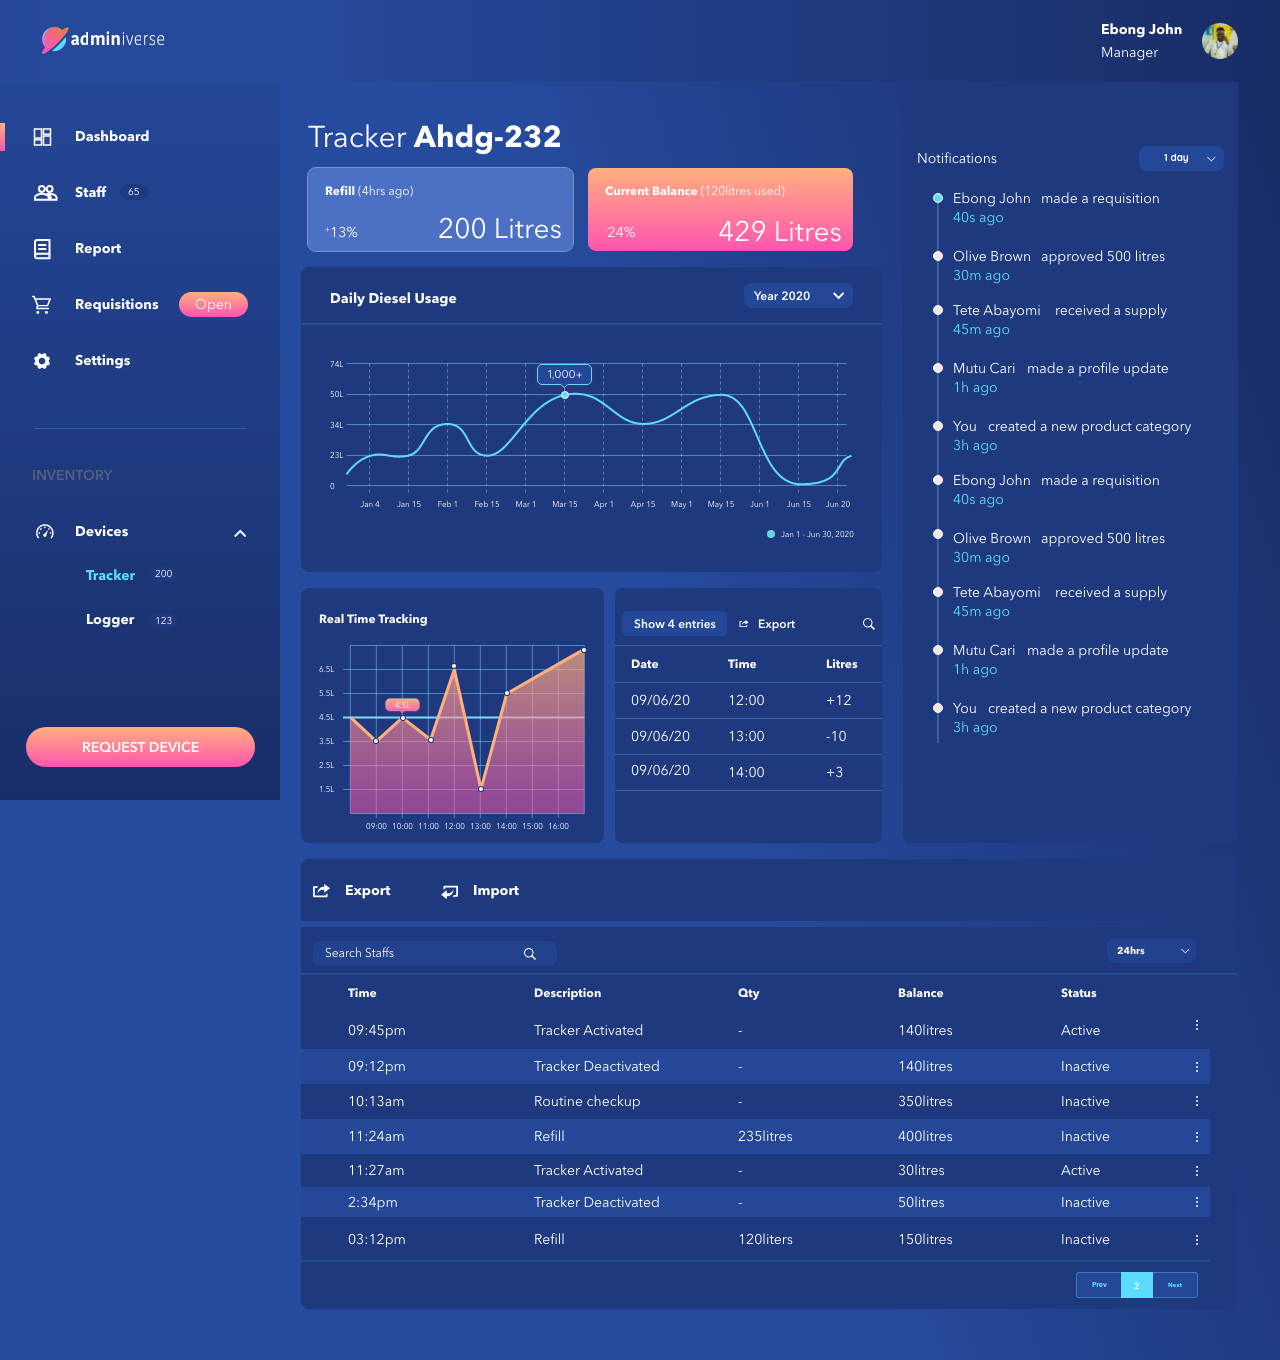 adminiverse
Ebong John
Manager
Dashboard
Staff 65
Report
Requisitions Open
Settings
INVENTORY
Devices
Tracker 200
Logger 123
REQUEST DEVICE
Tracker Ahdg-232
Refill (4hrs ago)
+13% 200 Litres
Current Balance (120litres used)
24% 429 Litres
Daily Diesel Usage
Year 2020
74L
1,000+
50L
34L
23L
0
Jan 4 Jan 15 Feb 1 Feb 15 Mar 1 Mar 15 Apr 1 Apr 15 May 1 May 15 Jun 1 Jun 15 Jun 20
Jan 1 - Jun 30, 2020
Real Time Tracking
6.5L
5.5L
4.5L
4.5L
3.5L
2.5L
1.5L
09:00 10:00 11:00 12:00 13:00 14:00 15:00 16:00
Show 4 entries Export
Date Time Litres
09/06/20 12:00 +12
09/06/20 13:00 -10
09/06/20 14:00 +3
Notifications 1 day
Ebong John made a requisition
40s ago
Olive Brown approved 500 litres
30m ago
Tete Abayomi received a supply
45m ago
Mutu Cari made a profile update
1h ago
You created a new product category
3h ago
Ebong John made a requisition
40s ago
Olive Brown approved 500 litres
30m ago
Tete Abayomi received a supply
45m ago
Mutu Cari made a profile update
1h ago
You created a new product category
3h ago
Export Import
Search Staffs 24hrs
Time Description Qty Balance Status
09:45pm Tracker Activated - 140litres Active
09:12pm Tracker Deactivated - 140litres Inactive
10:13am Routine checkup - 350litres Inactive
11:24am Refill 235litres 400litres Inactive
11:27am Tracker Activated - 30litres Active
2:34pm Tracker Deactivated - 50litres Inactive
03:12pm Refill 120liters 150litres Inactive
Prev 2 Next